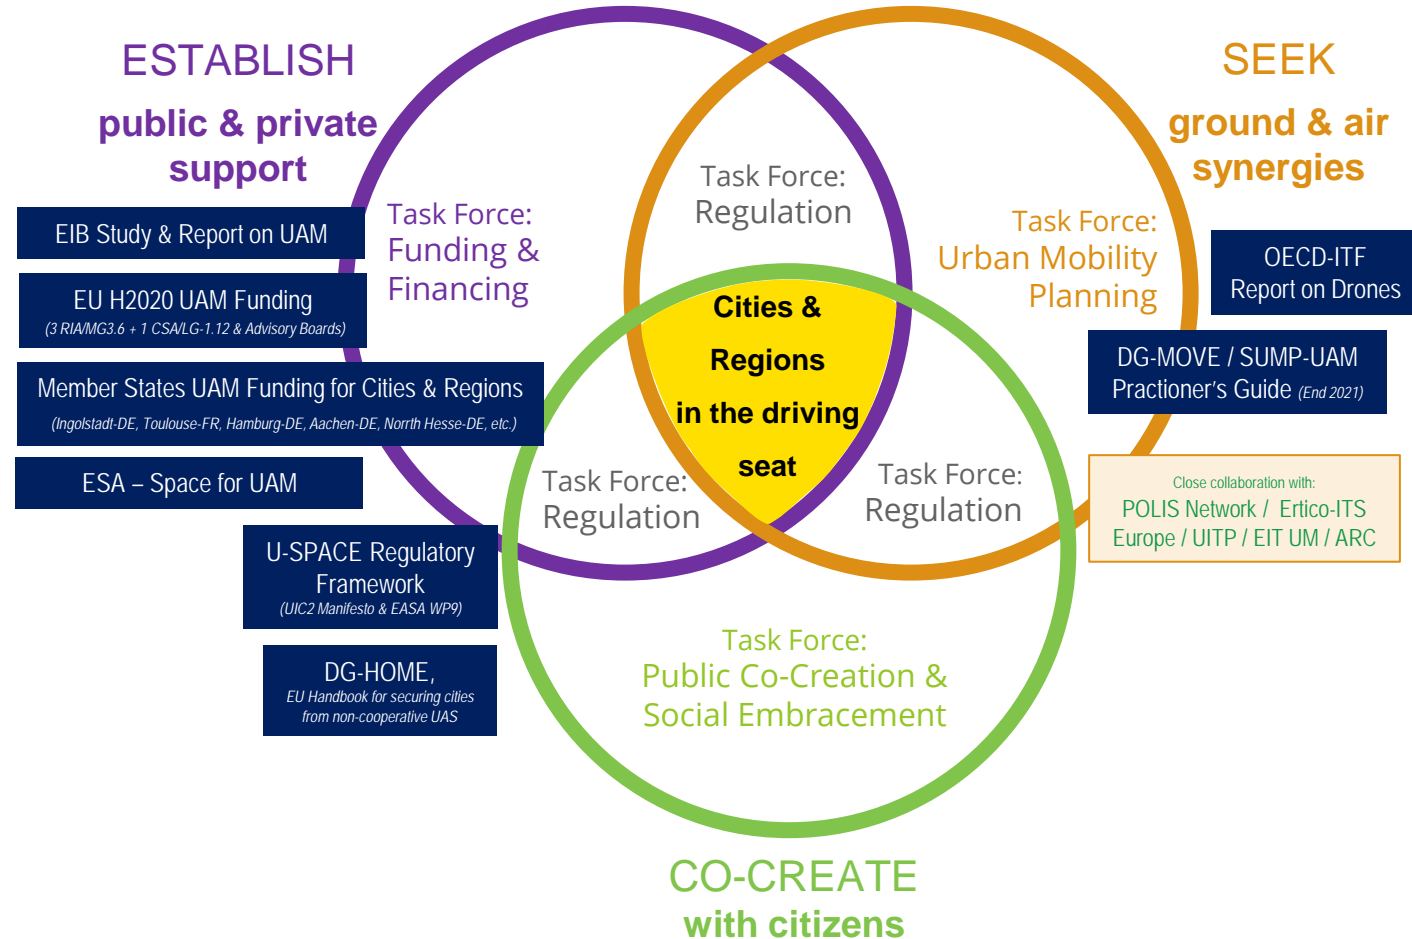 ESTABLISH
public & private
support
SEEK
ground & air
synergies
Task Force:
Regulation
Task Force:
Funding &
Financing
Task Force:
Urban Mobility
Planning
EIB Study & Report on UAM
EU H2020 UAM Funding
(3 RIA/MG3.6 + 1 CSA/LG-1.12 & Advisory Boards)
Member States UAM Funding for Cities & Regions
(Ingolstadt-DE, Toulouse-FR, Hamburg-DE, Aachen-DE, Norrth Hesse-DE, etc.)
ESA – Space for UAM
OECD-ITF
Report on Drones
DG-MOVE / SUMP-UAM
Practioner's Guide (End 2021)
Cities &
Regions
in the driving
seat
Task Force:
Regulation
Task Force:
Regulation
Close collaboration with:
POLIS Network / Ertico-ITS
Europe / UITP / EIT UM / ARC
U-SPACE Regulatory
Framework
(UIC2 Manifesto & EASA WP9)
DG-HOME,
EU Handbook for securing cities
from non-cooperative UAS
Task Force:
Public Co-Creation &
Social Embracement
CO-CREATE
with citizens